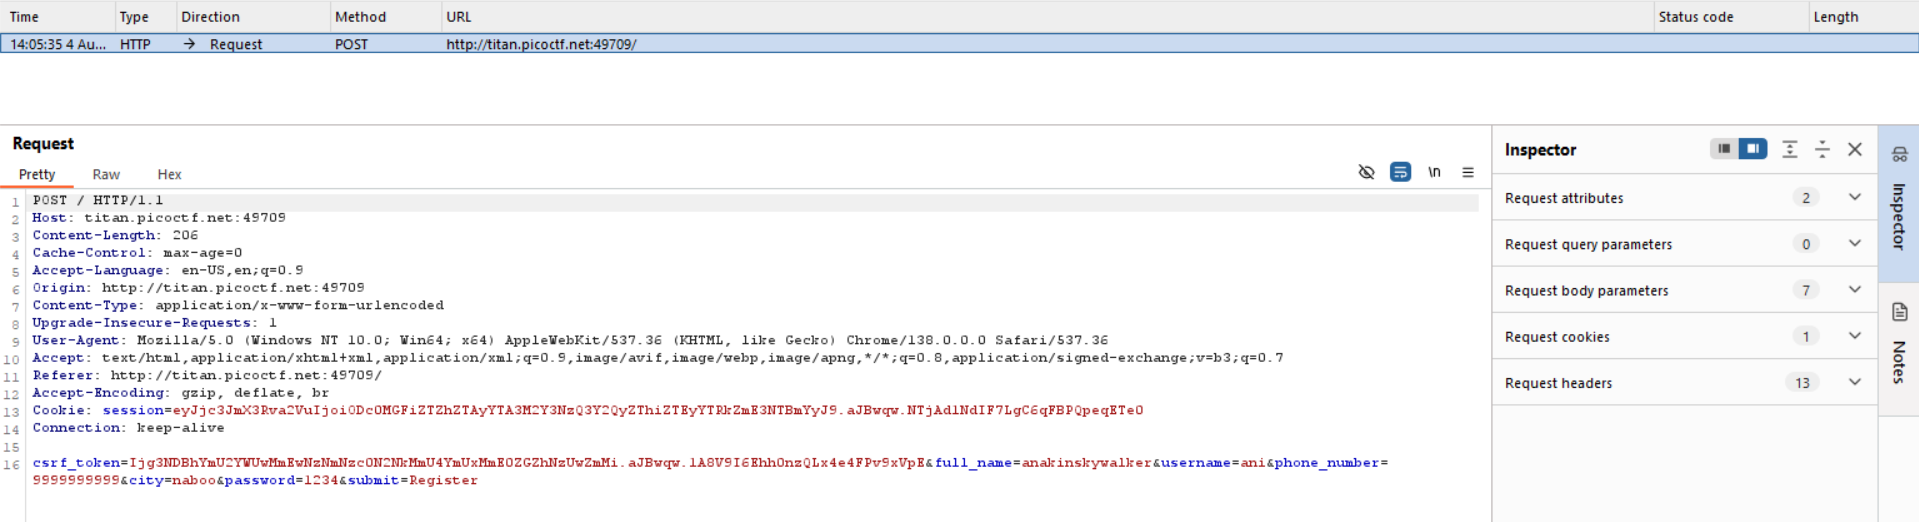 Time Type Direction Method URL Status code Length
14:05:35 4 Au... HTTP → Request POST http://titan.picoctf.net:49709/
Request
Pretty Raw Hex \n
1 POST / HTTP/1.1
2 Host: titan.picoctf.net:49709
3 Content-Length: 206
4 Cache-Control: max-age=0
5 Accept-Language: en-US,en;q=0.9
6 Origin: http://titan.picoctf.net:49709
7 Content-Type: application/x-www-form-urlencoded
8 Upgrade-Insecure-Requests: 1
9 User-Agent: Mozilla/5.0 (Windows NT 10.0; Win64; x64) AppleWebKit/537.36 (KHTML, like Gecko) Chrome/138.0.0.0 Safari/537.36
10 Accept: text/html,application/xhtml+xml,application/xml;q=0.9,image/avif,image/webp,image/apng,*/*;q=0.8,application/signed-exchange;v=b3;q=0.7
11 Referer: http://titan.picoctf.net:49709/
12 Accept-Encoding: gzip, deflate, br
13 Cookie: session=eyJjc3JmX3Rva2VuIjoiODc0MGFiZTZhZTAyYTA3M2Y3NzQ3Y2QyZThiZTEyYTRkZmE3NTBmYyJ9.aJBwqw.NTjAdlNdIF7LgC6qFBPQpeqETe0
14 Connection: keep-alive
15
16 csrf_token=Ijg3NDBhYmU2YWUwMmEwNzNmNzc0N2NkMmU4YmUxMmE0ZGZhNzUwZmMi.aJBwqw.1A8V9I6Ehh0nzQLx4e4FPv9xVpE&full_name=anakinskywalker&username=ani&phone_number=
9999999999&city=naboo&password=1234&submit=Register
Inspector
Request attributes 2
Request query parameters 0
Request body parameters 7
Request cookies 1
Request headers 13
Inspector
Notes